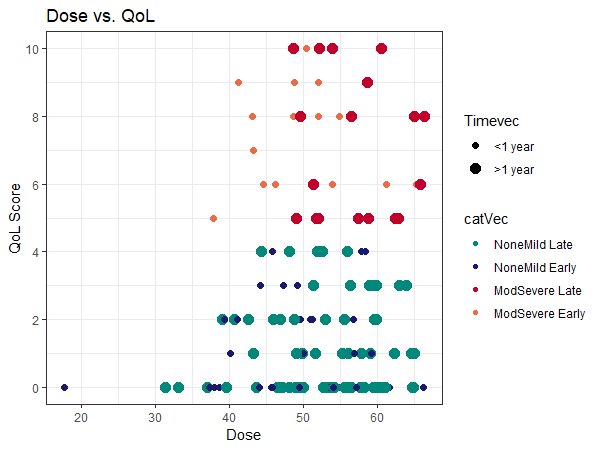 Dose vs. QoL
10
8
6
4
2
0
QoL Score
20
30
40
50
60
Dose
Timevec
<1 year
>1 year
catVec
NoneMild Late
NoneMild Early
ModSevere Late
ModSevere Early